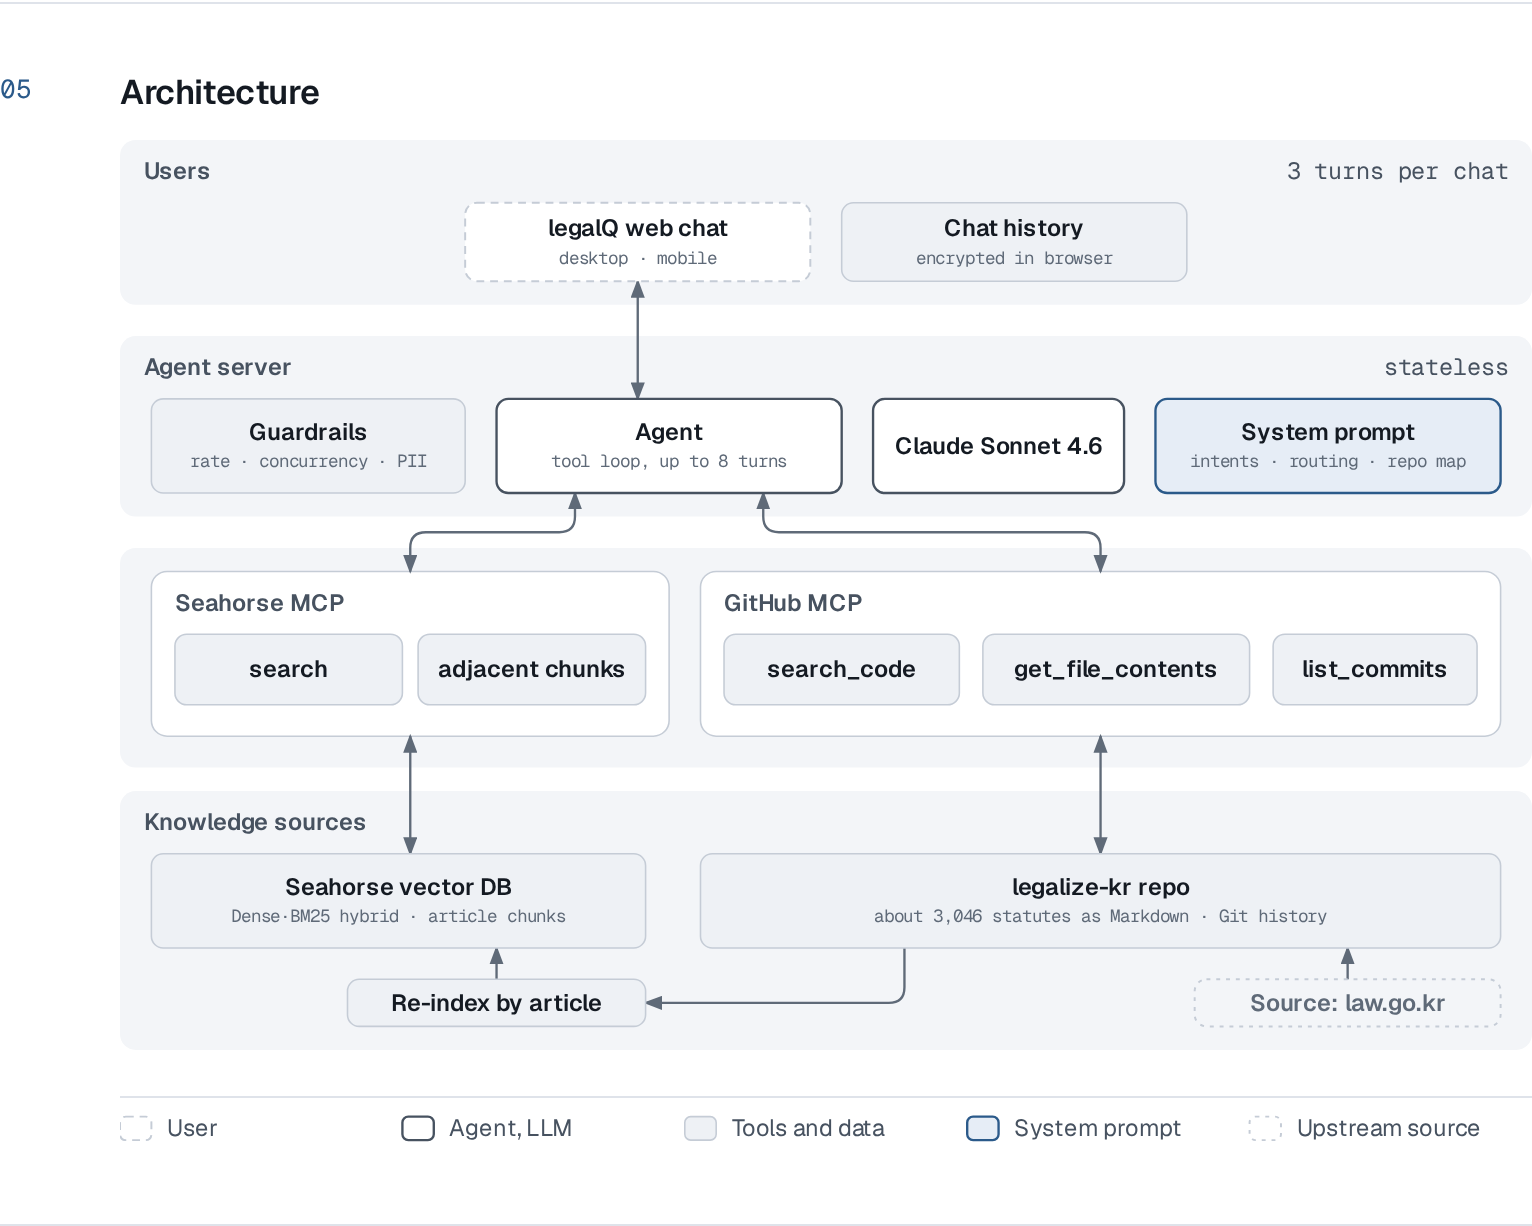 05
Architecture
Users
3 turns per chat
legalQ web chat
desktop · mobile
Chat history
encrypted in browser
Agent server
stateless
Guardrails
rate · concurrency · PII
Agent
tool loop, up to 8 turns
Claude Sonnet 4.6
System prompt
intents · routing · repo map
Seahorse MCP
search
adjacent chunks
GitHub MCP
search_code
get_file_contents
list_commits
Knowledge sources
Seahorse vector DB
Dense·BM25 hybrid · article chunks
legalize-kr repo
about 3,046 statutes as Markdown · Git history
Re-index by article
Source: law.go.kr
User
Agent, LLM
Tools and data
System prompt
Upstream source